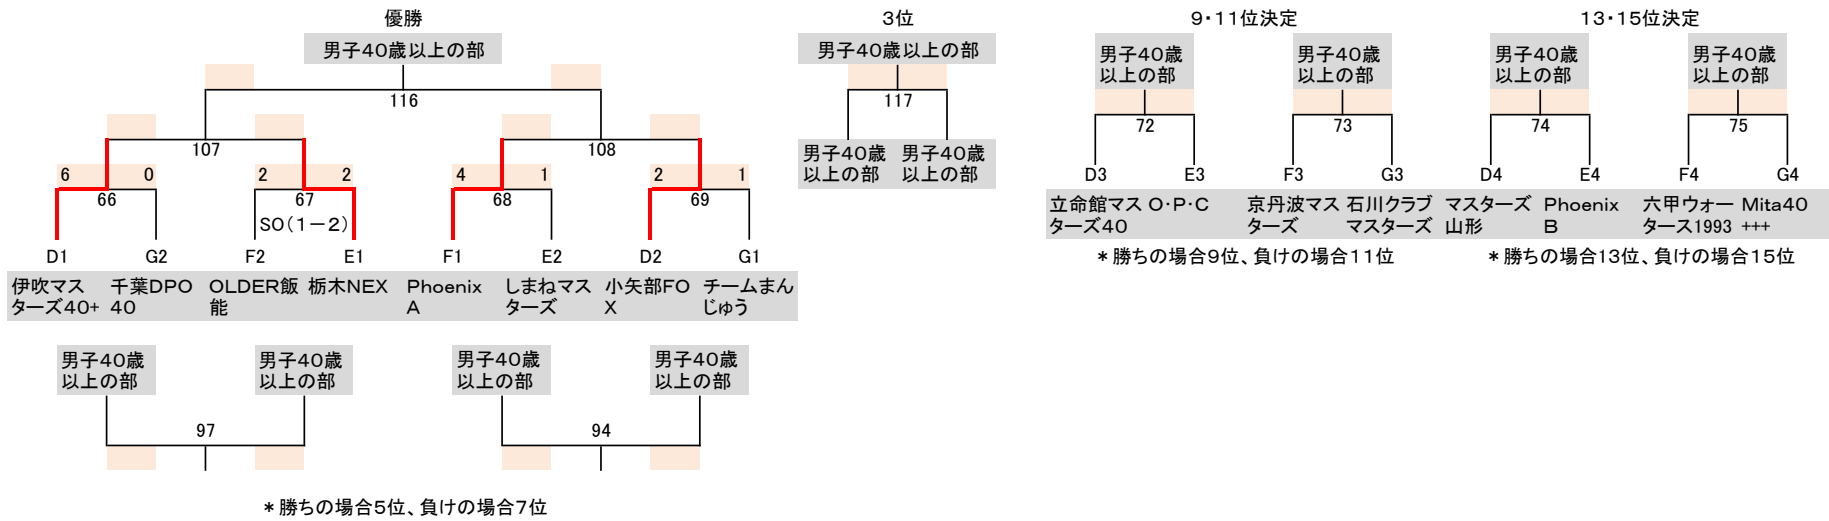 優勝
男子40歳以上の部
116
107
108
6 0 2 2 4 1 2 1
66 67 68 69
SO(1-2)
D1 G2 F2 E1 F1 E2 D2 G1
伊吹マス
ターズ40+
千葉DPO
40
OLDER飯
能
栃木NEX
Phoenix
A
しまねマス
ターズ
小矢部FO
X
チームまん
じゅう
男子40歳
以上の部
男子40歳
以上の部
97
男子40歳
以上の部
男子40歳
以上の部
94
*勝ちの場合5位、負けの場合7位
3位
男子40歳以上の部
117
男子40歳
以上の部
男子40歳
以上の部
9・11位決定
男子40歳
以上の部
72
D3 E3
立命館マス
ターズ40
O・P・C
男子40歳
以上の部
73
F3 G3
京丹波マス
ターズ
石川クラブ
マスターズ
*勝ちの場合9位、負けの場合11位
13・15位決定
男子40歳
以上の部
74
D4 E4
マスターズ
山形
Phoenix
B
男子40歳
以上の部
75
F4 G4
六甲ウォー
タース1993
Mita40
+++
*勝ちの場合13位、負けの場合15位